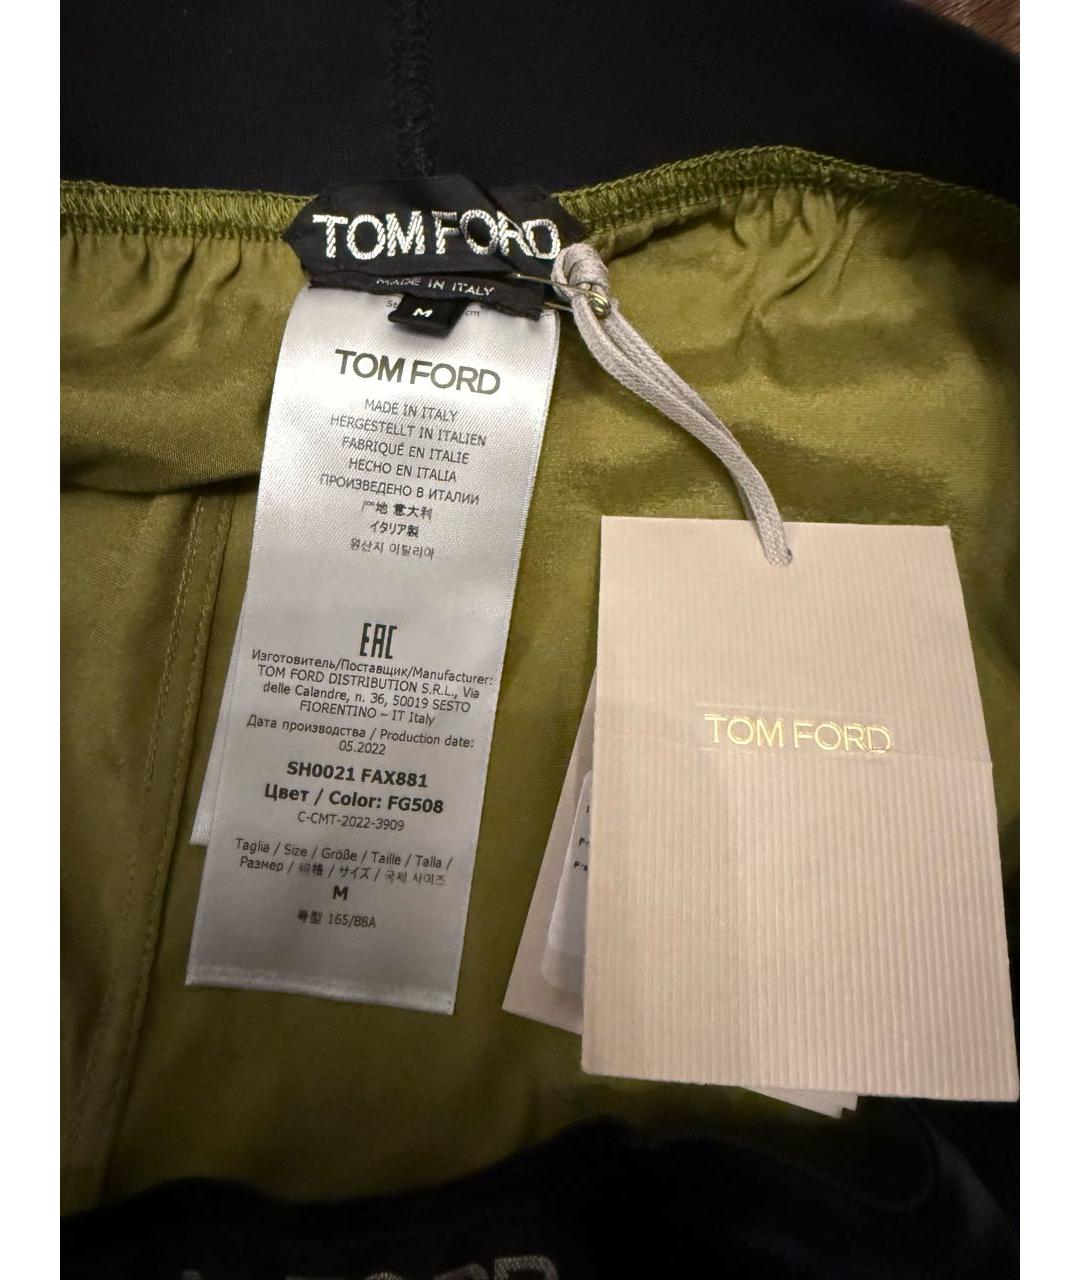 TOM FORD
MADE IN ITALY
M
cm
TOM FORD
MADE IN ITALY
HERGESTELLT IN ITALIEN
FABRIQUÉ EN ITALIE
HECHO EN ITALIA
ПРОИЗВЕДЕНО В ИТАЛИИ
产地 意大利
イタリア製
원산지 이탈리아
EAC
Изготовитель/Поставщик/Manufacturer:
TOM FORD DISTRIBUTION S.R.L., Via
delle Calandre, n. 36, 50019 SESTO
FIORENTINO – IT Italy
Дата производства / Production date:
05.2022
SH0021 FAX881
Цвет / Color: FG508
C-CMT-2022-3909
Taglia / Size / Größe / Taille / Talla /
Размер / 规格 / サイズ / 국제 사이즈
M
号型 165/88A
TOM FORD